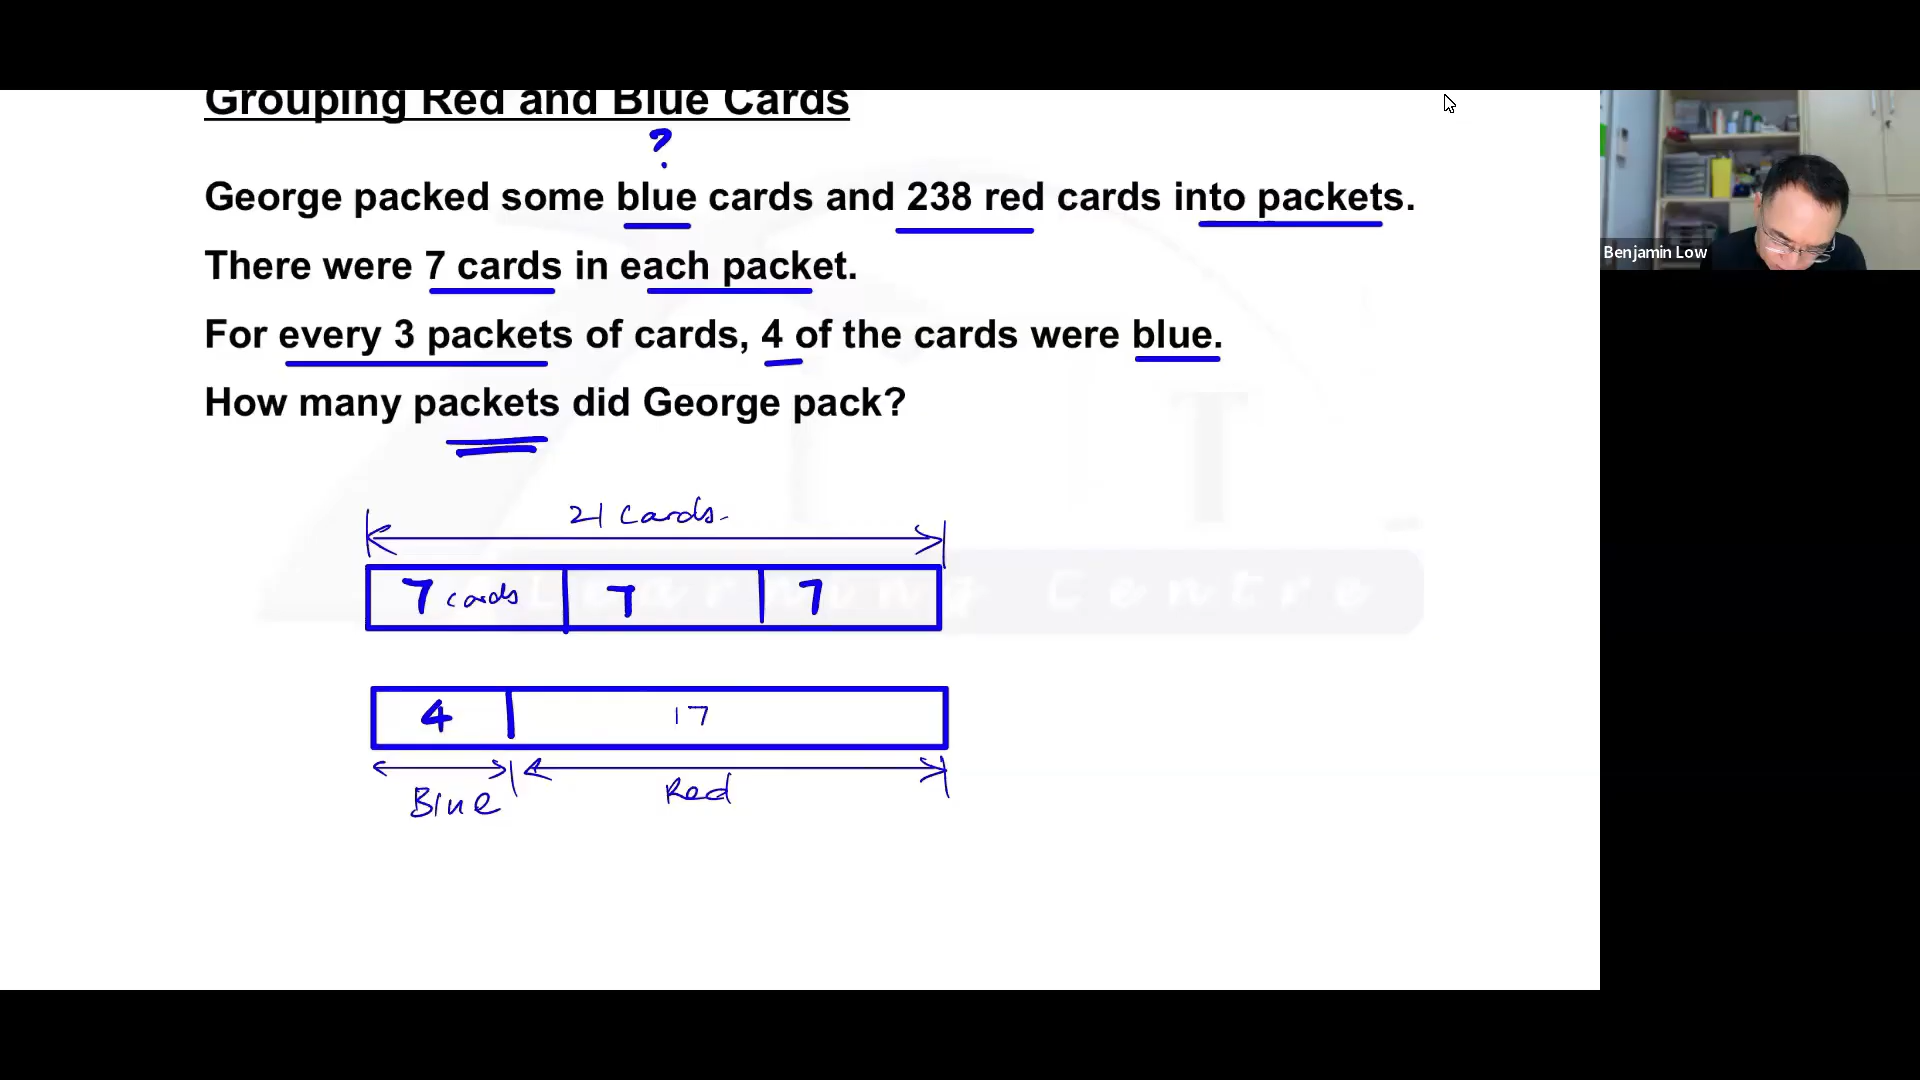 Grouping Red and Blue Cards
?
George packed some blue cards and 238 red cards into packets.
There were 7 cards in each packet.
For every 3 packets of cards, 4 of the cards were blue.
How many packets did George pack?
21 cards.
7 cards 7 7
Learning Centre
4 17
Blue Red
Benjamin Low